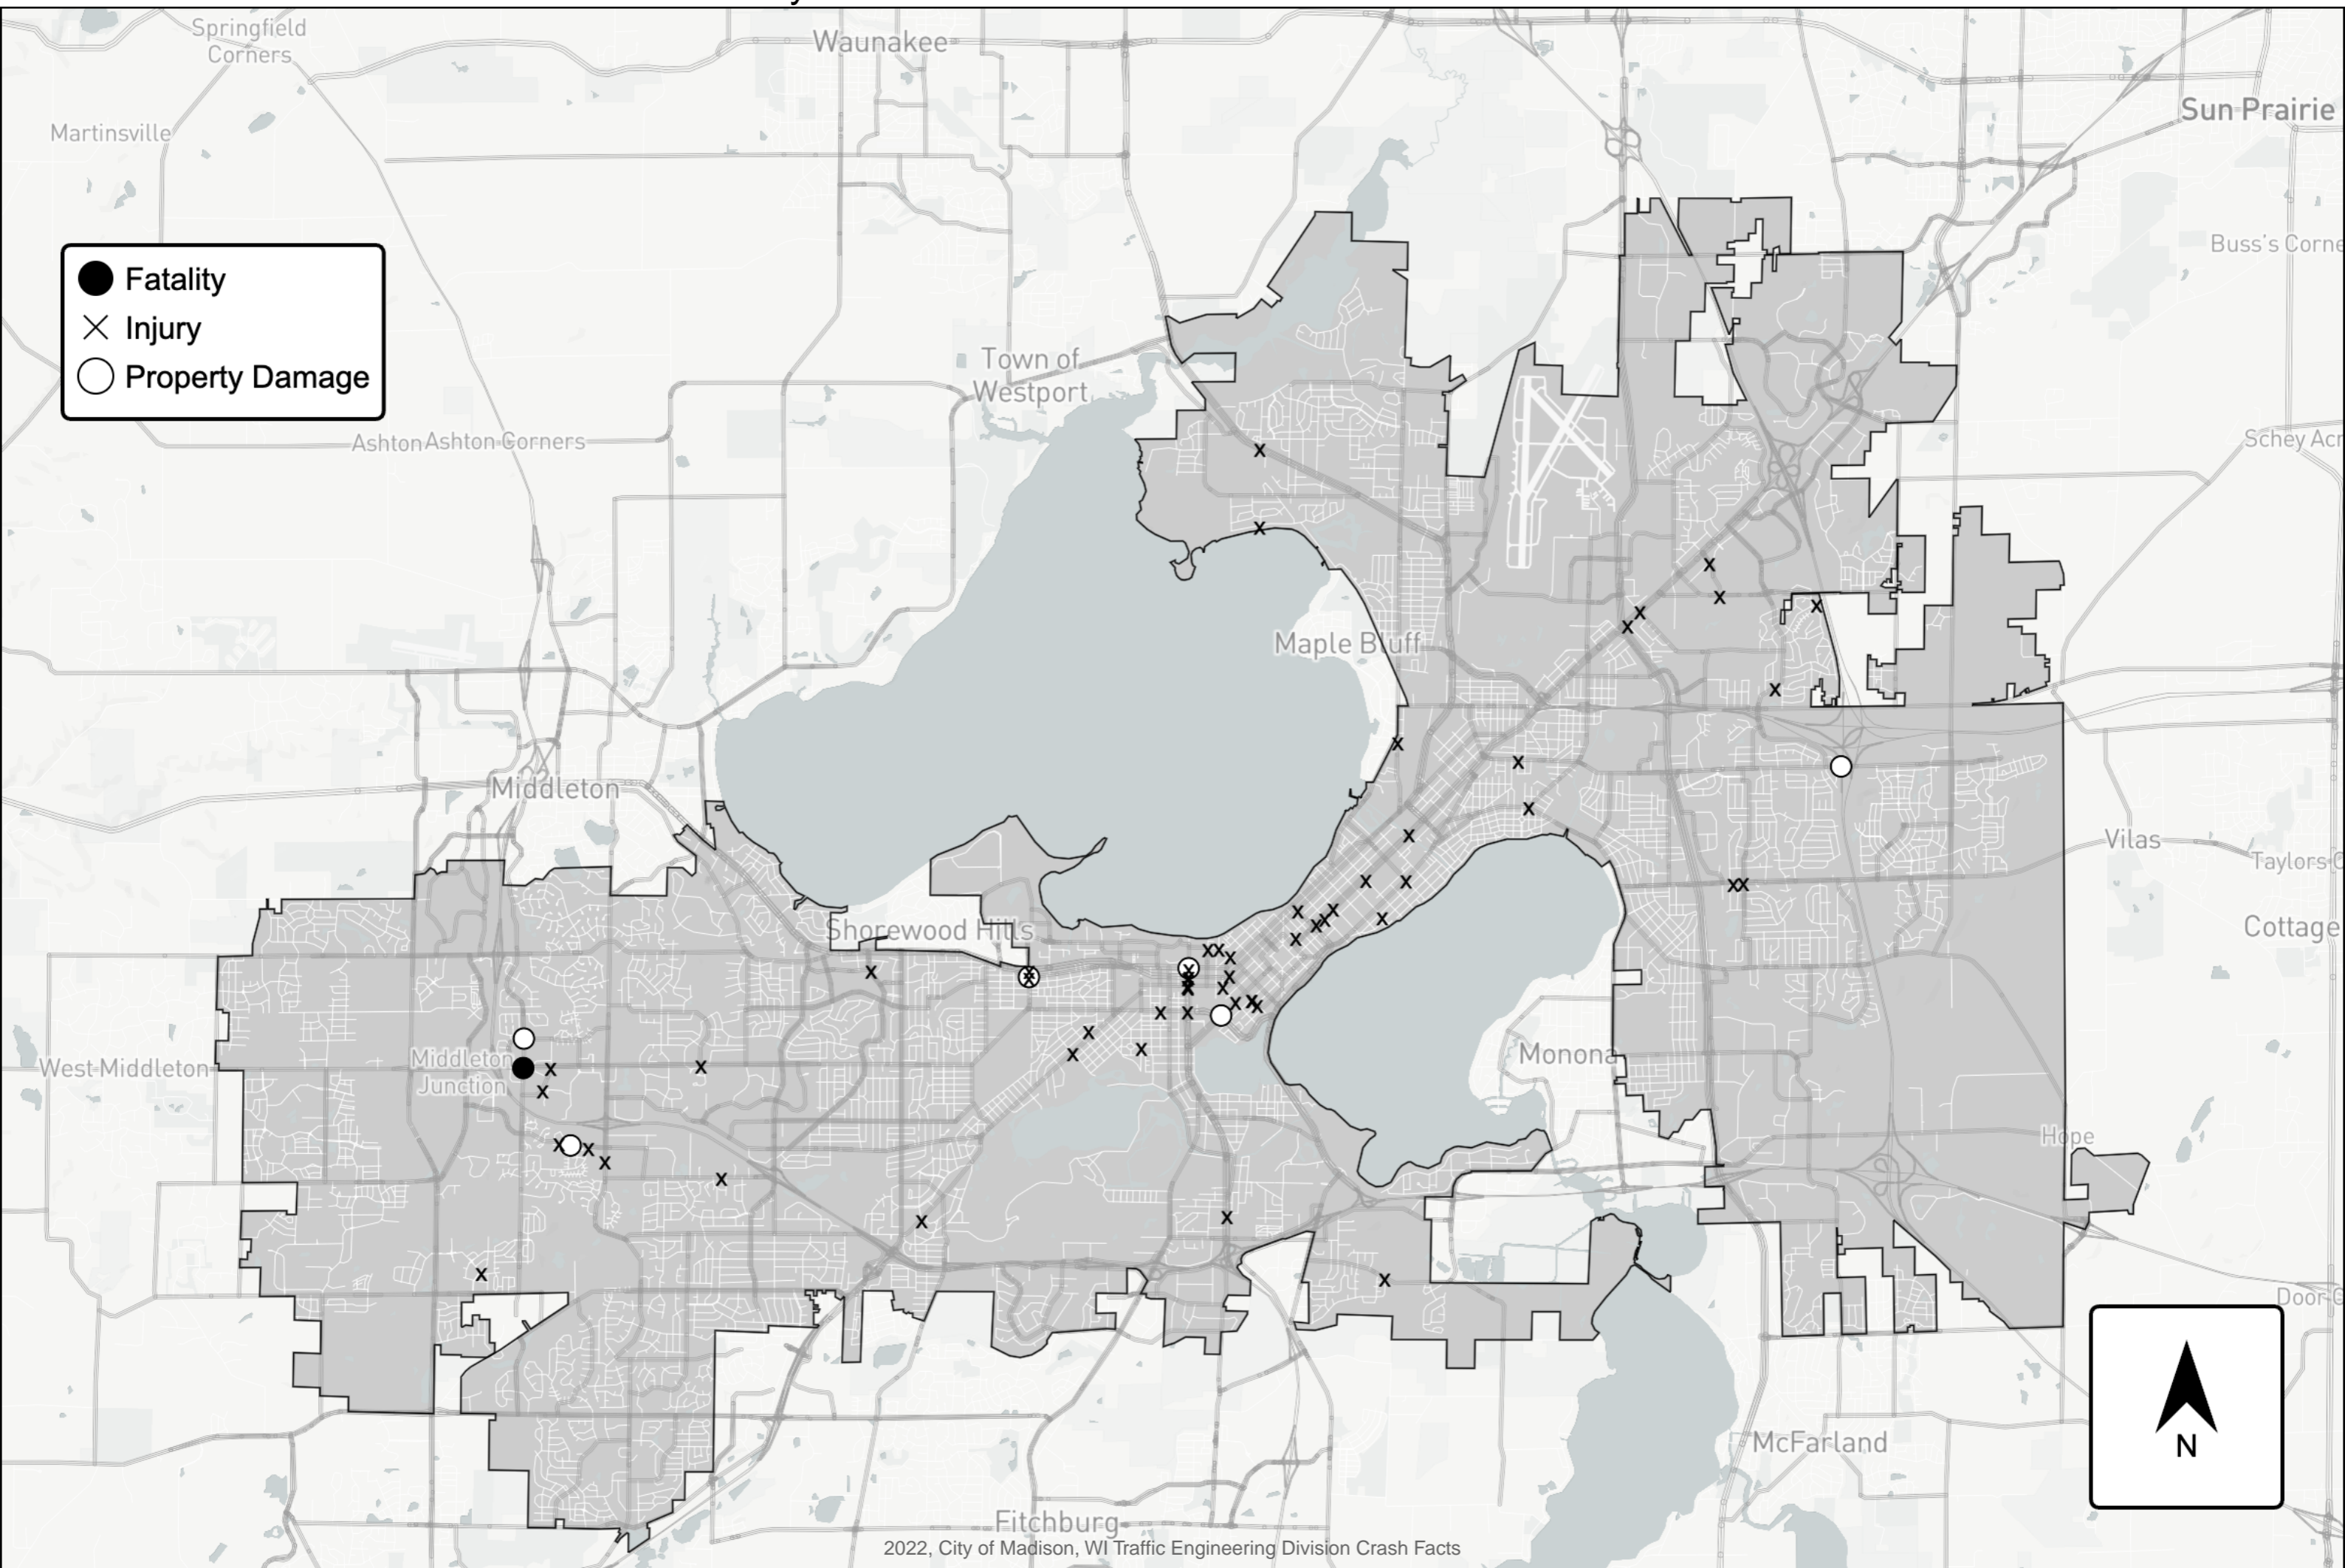 Springfield
Corners
Waunakee
Sun Prairie
Martinsville
Buss's Corne
Fatality
Injury
Property Damage
Town of
Westport
Ashton
Ashton Corners
Schey Acr
Maple Bluff
Middleton
Vilas
Taylors C
Cottage
Shorewood Hills
West Middleton
Middleton
Junction
Monona
Hope
Door C
N
McFarland
Fitchburg
2022, City of Madison, WI Traffic Engineering Division Crash Facts